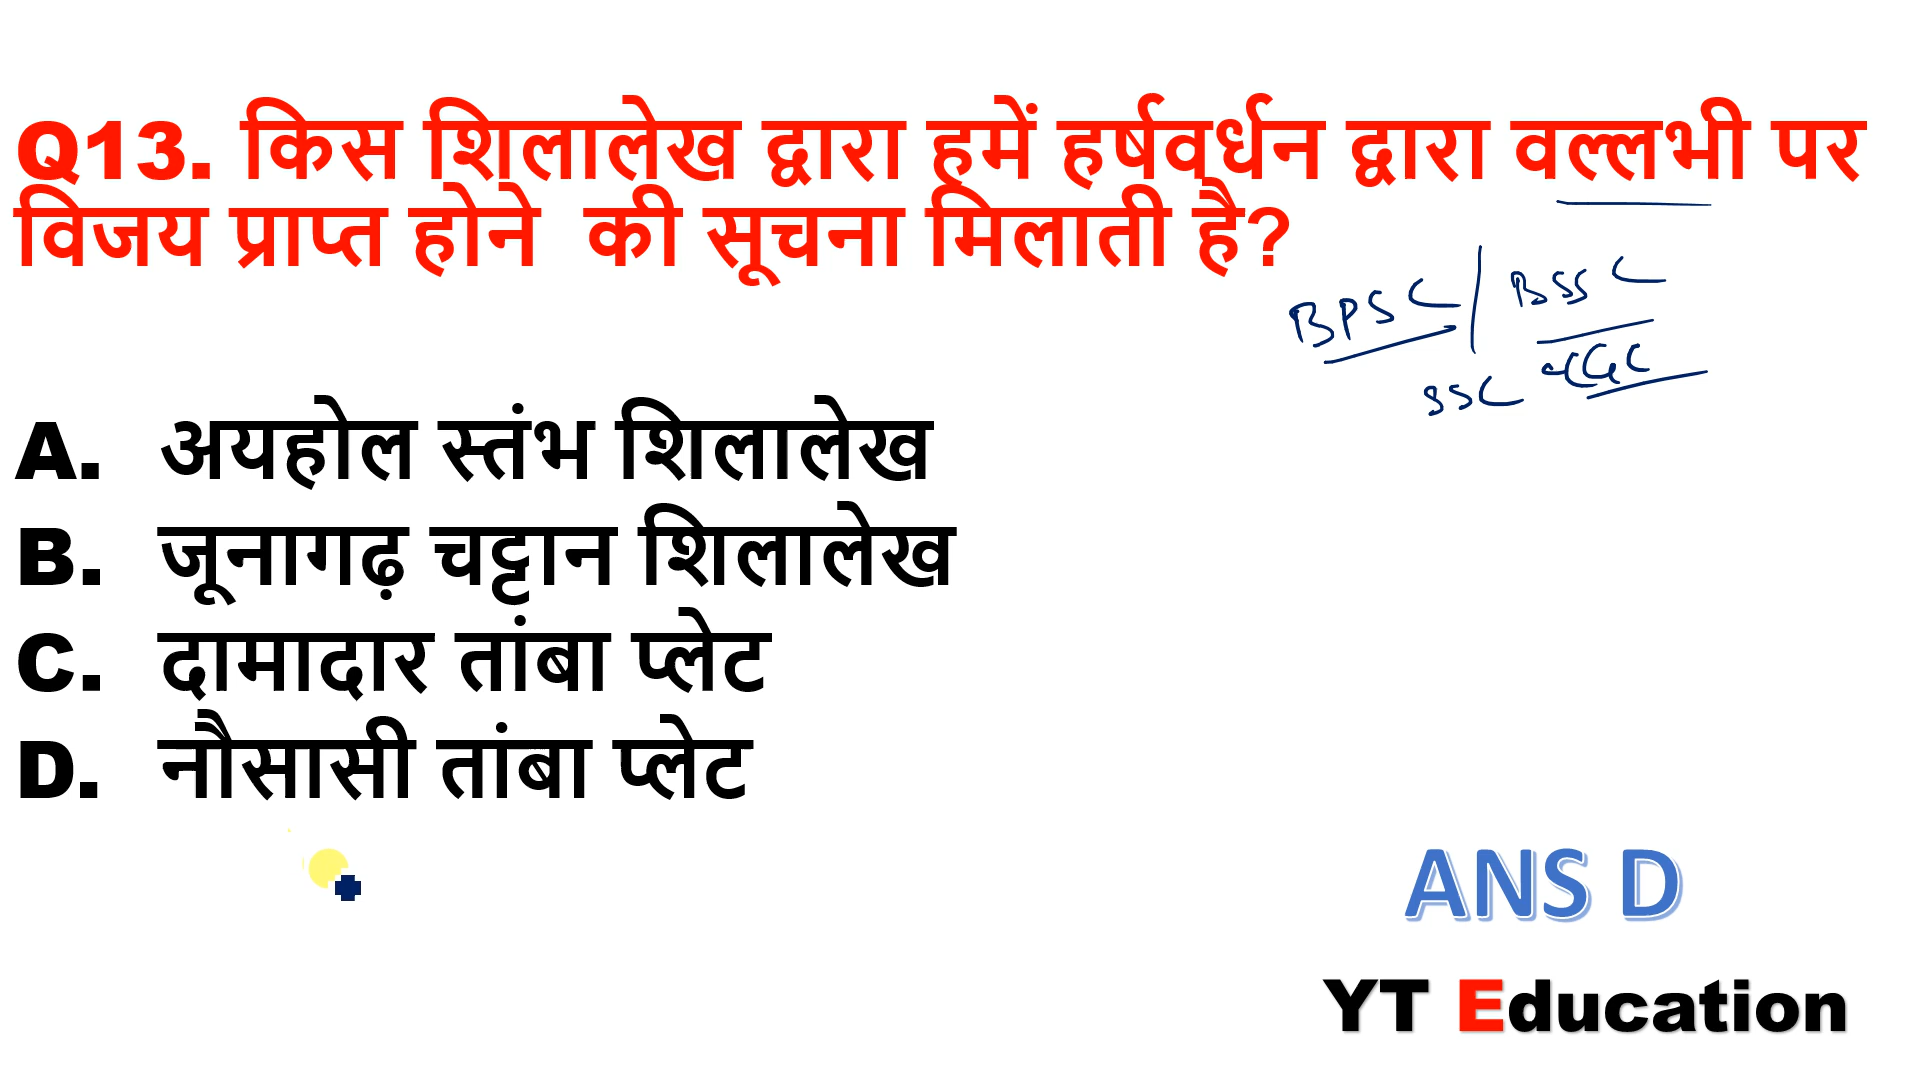 Q13. किस शिलालेख द्वारा हमें हर्षवर्धन द्वारा वल्लभी पर
विजय प्राप्त होने की सूचना मिलाती है?
BPSC | BSSC
SSC CGL
A. अयहोल स्तंभ शिलालेख
B. जूनागढ़ चट्टान शिलालेख
C. दामादार तांबा प्लेट
D. नौसासी तांबा प्लेट
ANS D
YT Education